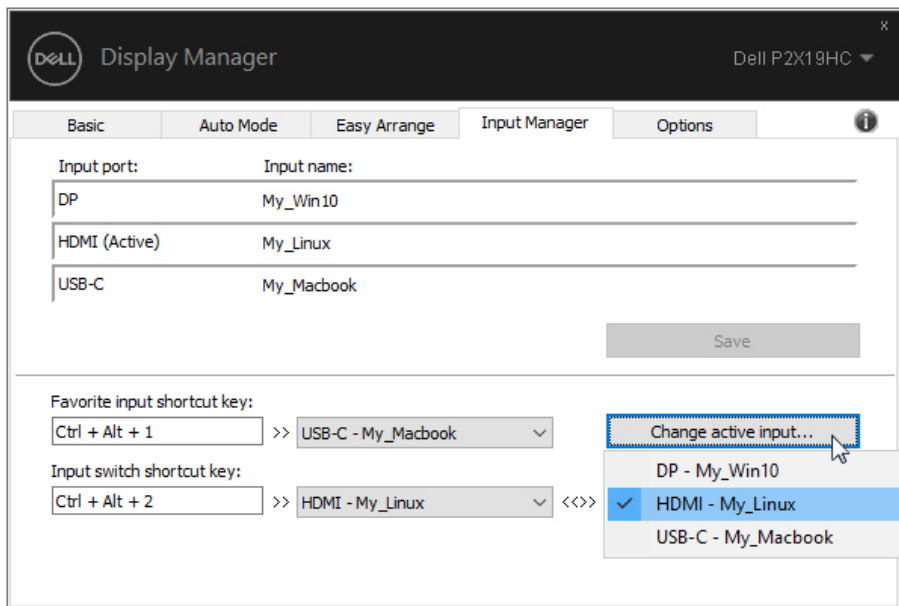 x
DELL Display Manager
Dell P2X19HC
Basic Auto Mode Easy Arrange Input Manager Options i
Input port: Input name:
DP My_Win10
HDMI (Active) My_Linux
USB-C My_Macbook
Save
Favorite input shortcut key:
Ctrl + Alt + 1 >> USB-C - My_Macbook Change active input...
Input switch shortcut key:
Ctrl + Alt + 2 >> HDMI - My_Linux <<>>
DP - My_Win10
HDMI - My_Linux
USB-C - My_Macbook